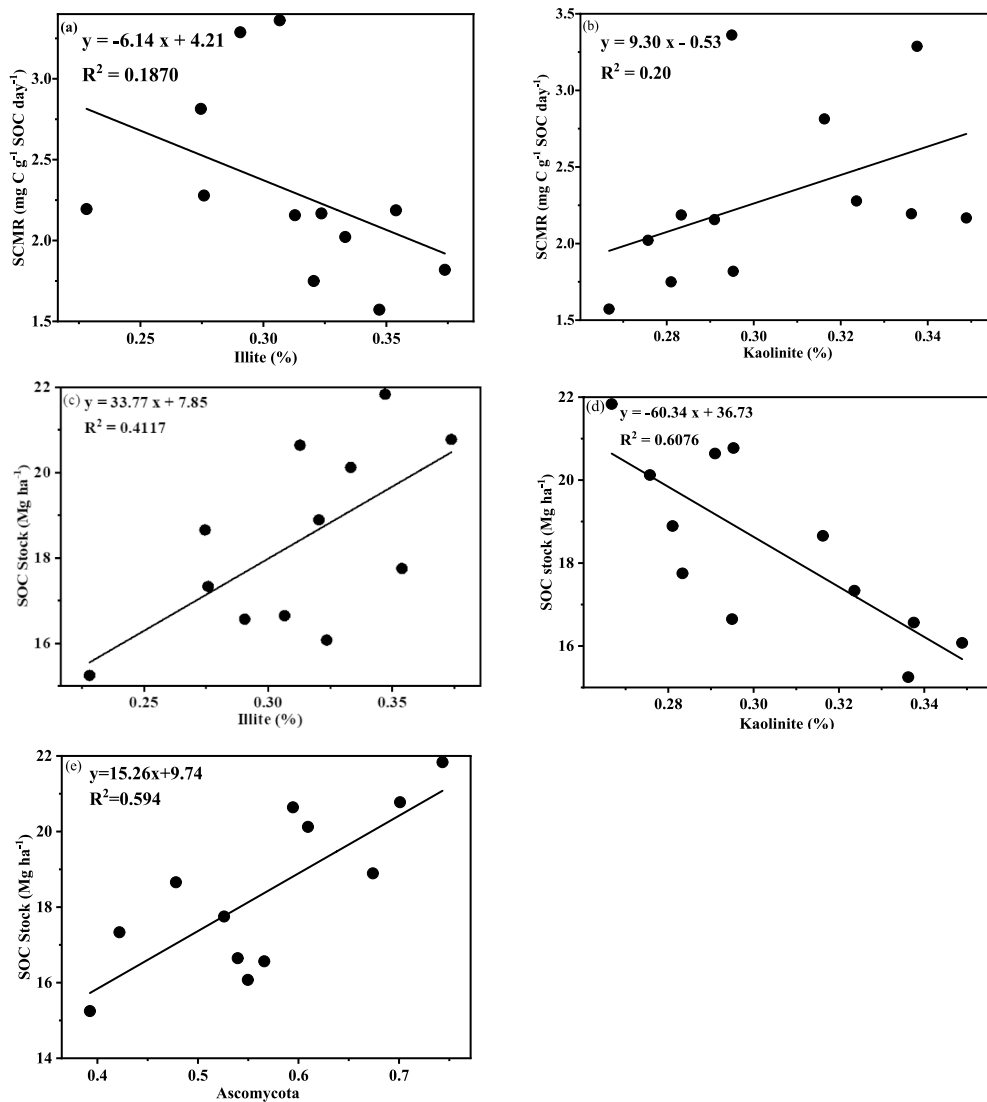 (a)
y = -6.14 x + 4.21
R² = 0.1870
3.0
2.5
2.0
1.5
SCMR (mg C g⁻¹ SOC day⁻¹)
0.25
0.30
0.35
Illite (%)
(b)
y = 9.30 x - 0.53
R² = 0.20
3.5
3.0
2.5
2.0
1.5
SCMR (mg C g⁻¹ SOC day⁻¹)
0.28
0.30
0.32
0.34
Kaolinite (%)
(c)
y = 33.77 x + 7.85
R² = 0.4117
22
20
18
16
SOC Stock (Mg ha⁻¹)
0.25
0.30
0.35
Illite (%)
(d)
y = -60.34 x + 36.73
R² = 0.6076
22
20
18
16
SOC stock (Mg ha⁻¹)
0.28
0.30
0.32
0.34
Kaolinite (%)
(e)
y=15.26x+9.74
R²=0.594
22
20
18
16
14
SOC Stock (Mg ha⁻¹)
0.4
0.5
0.6
0.7
Ascomycota